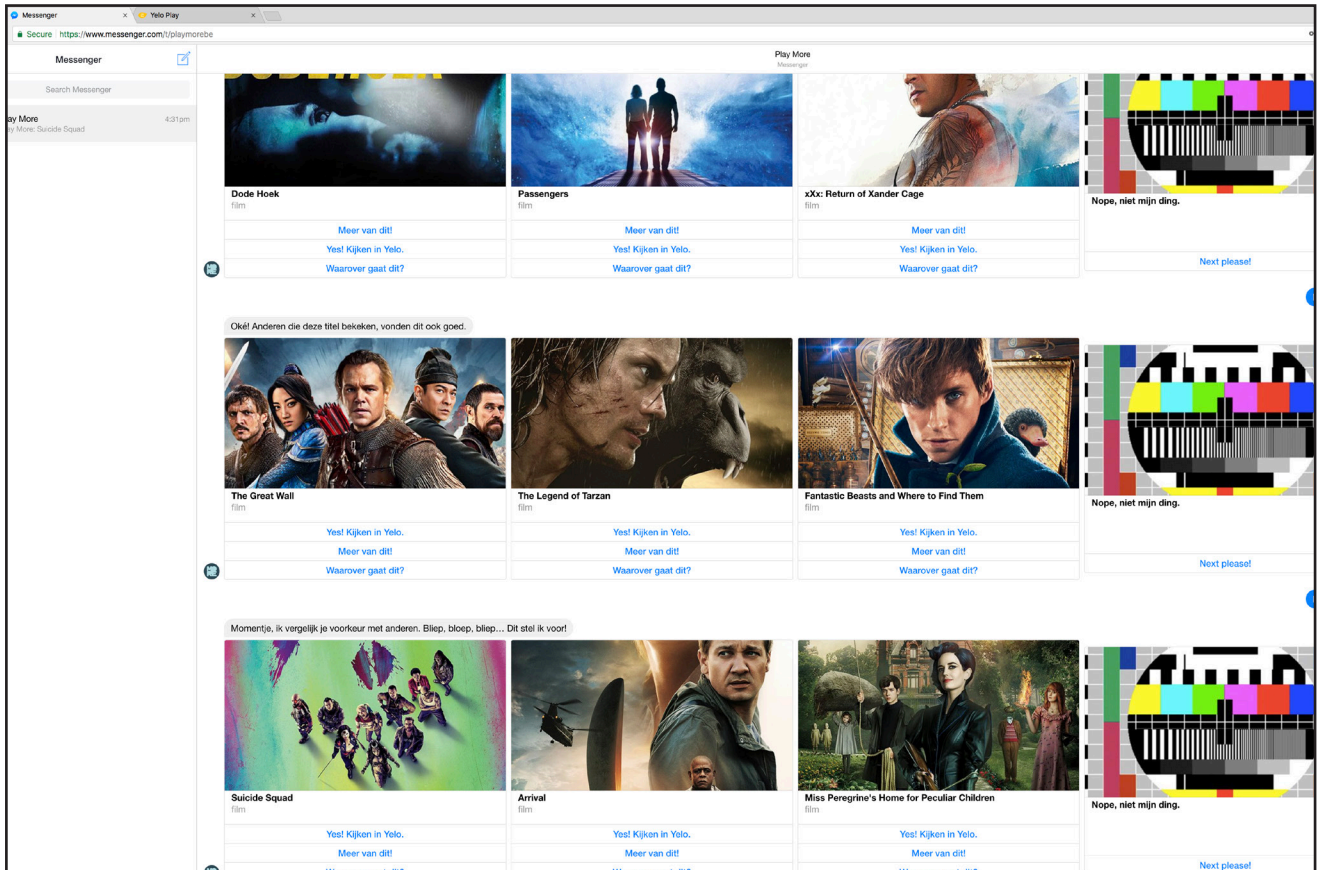 Messenger
Yelo Play
Secure
https://www.messenger.com/t/playmorebe
Messenger
Play More
Messenger
Search Messenger
ay More
4:31pm
ay More: Suicide Squad
Dode Hoek
film
Meer van dit!
Yes! Kijken in Yelo.
Waarover gaat dit?
Passengers
film
Meer van dit!
Yes! Kijken in Yelo.
Waarover gaat dit?
xXx: Return of Xander Cage
film
Meer van dit!
Yes! Kijken in Yelo.
Waarover gaat dit?
Nope, niet mijn ding.
Next please!
Oké! Anderen die deze titel bekeken, vonden dit ook goed.
The Great Wall
film
Yes! Kijken in Yelo.
Meer van dit!
Waarover gaat dit?
The Legend of Tarzan
film
Yes! Kijken in Yelo.
Meer van dit!
Waarover gaat dit?
Fantastic Beasts and Where to Find Them
film
Yes! Kijken in Yelo.
Meer van dit!
Waarover gaat dit?
Nope, niet mijn ding.
Next please!
Momentje, ik vergelijk je voorkeur met anderen. Bliep, bloep, bliep… Dit stel ik voor!
Suicide Squad
film
Yes! Kijken in Yelo.
Meer van dit!
Arrival
film
Yes! Kijken in Yelo.
Meer van dit!
Miss Peregrine's Home for Peculiar Children
film
Yes! Kijken in Yelo.
Meer van dit!
Nope, niet mijn ding.
Next please!